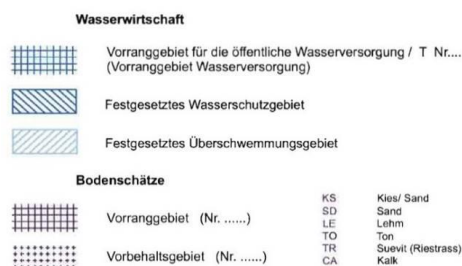 Wasserwirtschaft
Vorranggebiet für die öffentliche Wasserversorgung / T Nr....
(Vorranggebiet Wasserversorgung)
Festgesetztes Wasserschutzgebiet
Festgesetztes Überschwemmungsgebiet
Bodenschätze
Vorranggebiet (Nr. ......)
Vorbehaltsgebiet (Nr. ......)
KS Kies/ Sand
SD Sand
LE Lehm
TO Ton
TR Suevit (Riestrass)
CA Kalk